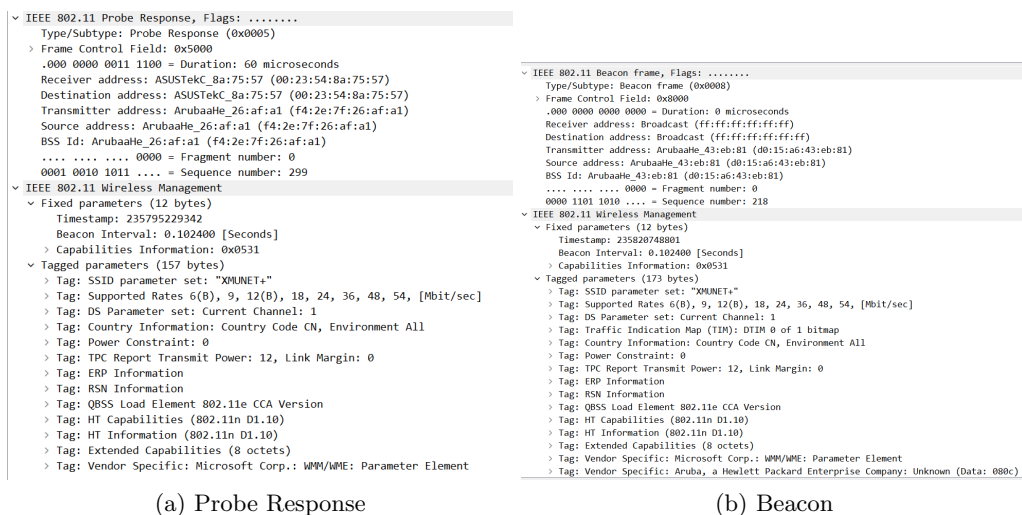 IEEE 802.11 Probe Response, Flags: ........
Type/Subtype: Probe Response (0x0005)
Frame Control Field: 0x5000
.000 0000 0011 1100 = Duration: 60 microseconds
Receiver address: ASUSTekC_8a:75:57 (00:23:54:8a:75:57)
Destination address: ASUSTekC_8a:75:57 (00:23:54:8a:75:57)
Transmitter address: ArubaaHe_26:af:a1 (f4:2e:7f:26:af:a1)
Source address: ArubaaHe_26:af:a1 (f4:2e:7f:26:af:a1)
BSS Id: ArubaaHe_26:af:a1 (f4:2e:7f:26:af:a1)
.... .... .... 0000 = Fragment number: 0
0001 0010 1011 .... = Sequence number: 299
IEEE 802.11 Wireless Management
Fixed parameters (12 bytes)
Timestamp: 235795229342
Beacon Interval: 0.102400 [Seconds]
Capabilities Information: 0x0531
Tagged parameters (157 bytes)
Tag: SSID parameter set: "XMUNET+"
Tag: Supported Rates 6(B), 9, 12(B), 18, 24, 36, 48, 54, [Mbit/sec]
Tag: DS Parameter set: Current Channel: 1
Tag: Country Information: Country Code CN, Environment All
Tag: Power Constraint: 0
Tag: TPC Report Transmit Power: 12, Link Margin: 0
Tag: ERP Information
Tag: RSN Information
Tag: QBSS Load Element 802.11e CCA Version
Tag: HT Capabilities (802.11n D1.10)
Tag: HT Information (802.11n D1.10)
Tag: Extended Capabilities (8 octets)
Tag: Vendor Specific: Microsoft Corp.: WMM/WME: Parameter Element
(a) Probe Response
IEEE 802.11 Beacon frame, Flags: ........
Type/Subtype: Beacon frame (0x0008)
Frame Control Field: 0x8000
.000 0000 0000 0000 = Duration: 0 microseconds
Receiver address: Broadcast (ff:ff:ff:ff:ff:ff)
Destination address: Broadcast (ff:ff:ff:ff:ff:ff)
Transmitter address: ArubaaHe_43:eb:81 (d0:15:a6:43:eb:81)
Source address: ArubaaHe_43:eb:81 (d0:15:a6:43:eb:81)
BSS Id: ArubaaHe_43:eb:81 (d0:15:a6:43:eb:81)
.... .... .... 0000 = Fragment number: 0
0000 1101 1010 .... = Sequence number: 218
IEEE 802.11 Wireless Management
Fixed parameters (12 bytes)
Timestamp: 235820748801
Beacon Interval: 0.102400 [Seconds]
Capabilities Information: 0x0531
Tagged parameters (173 bytes)
Tag: SSID parameter set: "XMUNET+"
Tag: Supported Rates 6(B), 9, 12(B), 18, 24, 36, 48, 54, [Mbit/sec]
Tag: DS Parameter set: Current Channel: 1
Tag: Traffic Indication Map (TIM): DTIM 0 of 1 bitmap
Tag: Country Information: Country Code CN, Environment All
Tag: Power Constraint: 0
Tag: TPC Report Transmit Power: 12, Link Margin: 0
Tag: ERP Information
Tag: RSN Information
Tag: QBSS Load Element 802.11e CCA Version
Tag: HT Capabilities (802.11n D1.10)
Tag: HT Information (802.11n D1.10)
Tag: Extended Capabilities (8 octets)
Tag: Vendor Specific: Microsoft Corp.: WMM/WME: Parameter Element
Tag: Vendor Specific: Aruba, a Hewlett Packard Enterprise Company: Unknown (Data: 080c)
(b) Beacon